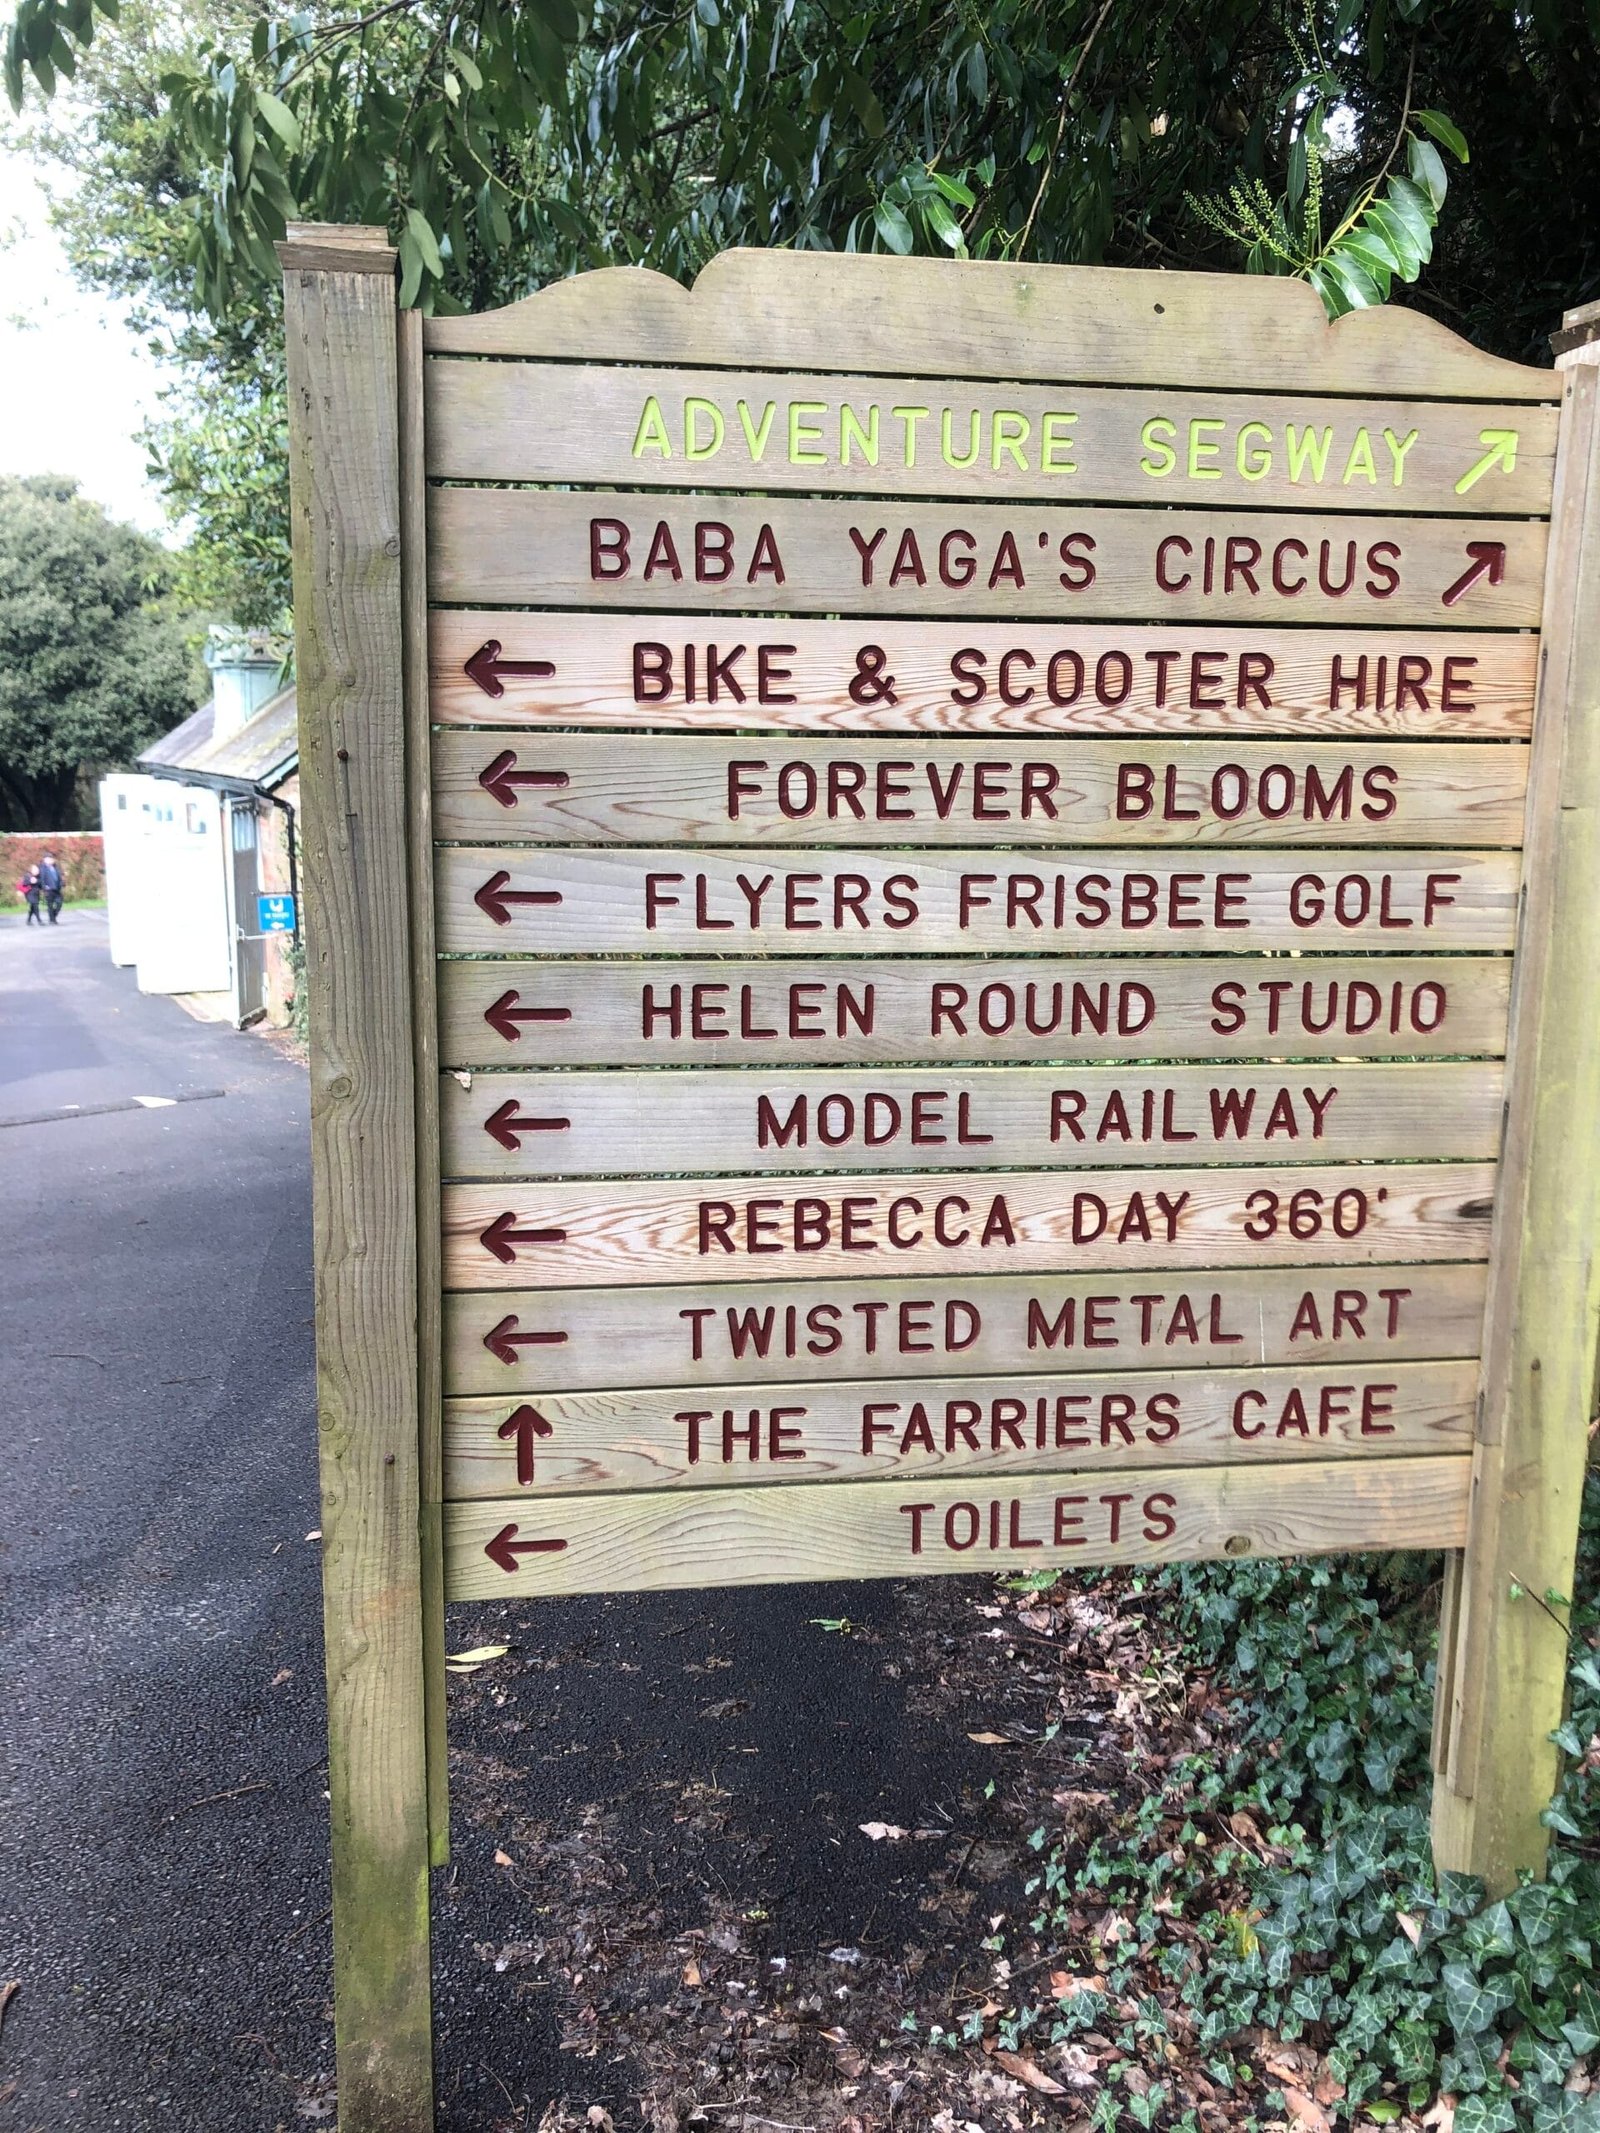 ADVENTURE SEGWAY ↗
BABA YAGA'S CIRCUS ↗
← BIKE & SCOOTER HIRE
← FOREVER BLOOMS
← FLYERS FRISBEE GOLF
← HELEN ROUND STUDIO
← MODEL RAILWAY
← REBECCA DAY 360'
← TWISTED METAL ART
↑ THE FARRIERS CAFE
← TOILETS